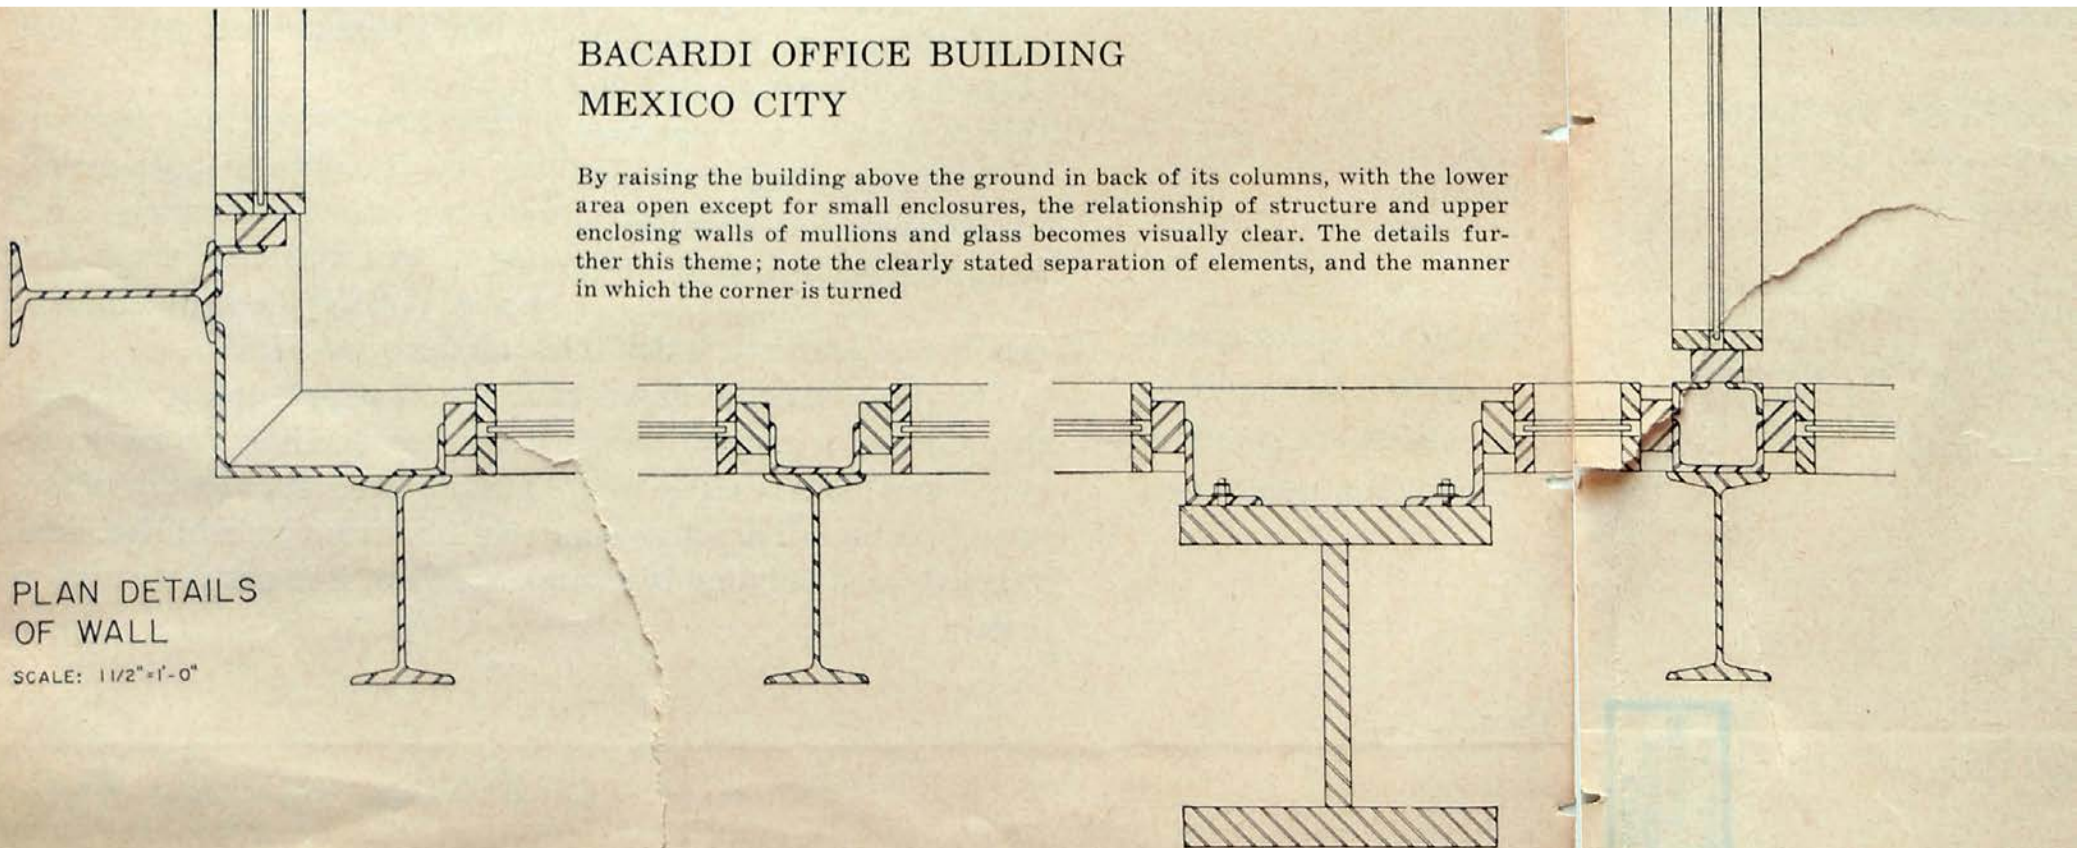 BACARDI OFFICE BUILDING
MEXICO CITY
By raising the building above the ground in back of its columns, with the lower
area open except for small enclosures, the relationship of structure and upper
enclosing walls of mullions and glass becomes visually clear. The details fur-
ther this theme; note the clearly stated separation of elements, and the manner
in which the corner is turned
PLAN DETAILS
OF WALL
SCALE: 1 1/2"=1'-0"